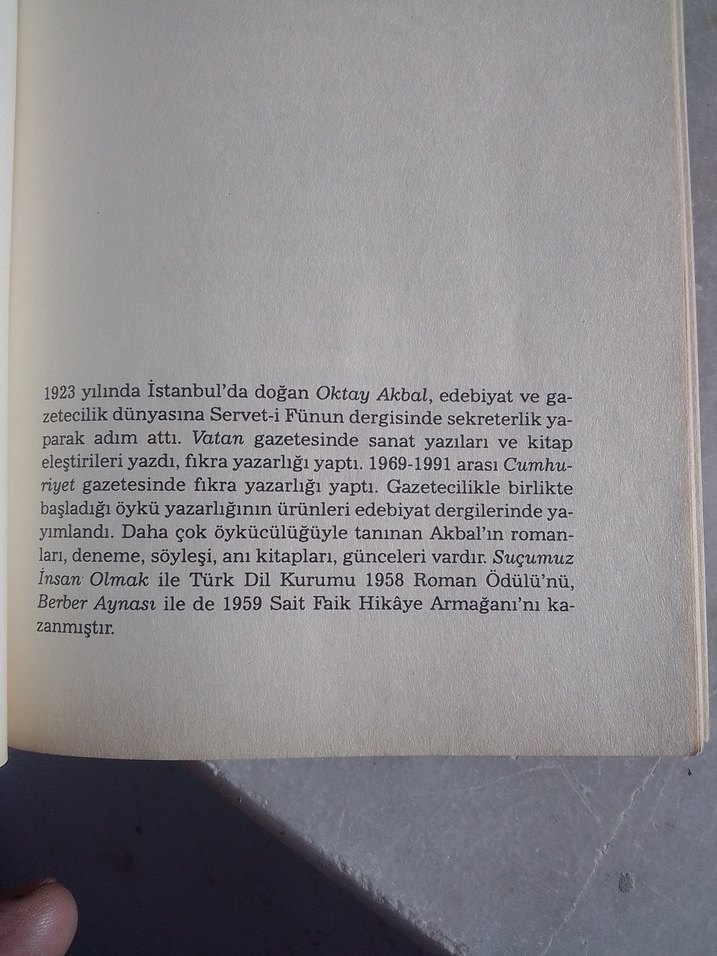 1923 yılında İstanbul'da doğan Oktay Akbal, edebiyat ve ga-
zetecilik dünyasına Servet-i Fünun dergisinde sekreterlik ya-
parak adım attı. Vatan gazetesinde sanat yazıları ve kitap
eleştirileri yazdı, fıkra yazarlığı yaptı. 1969-1991 arası Cumhu-
riyet gazetesinde fıkra yazarlığı yaptı. Gazetecilikle birlikte
başladığı öykü yazarlığının ürünleri edebiyat dergilerinde ya-
yımlandı. Daha çok öykücülüğüyle tanınan Akbal'ın roman-
ları, deneme, söyleşi, anı kitapları, günceleri vardır. Suçumuz
İnsan Olmak ile Türk Dil Kurumu 1958 Roman Ödülü'nü,
Berber Aynası ile de 1959 Sait Faik Hikâye Armağanı'nı ka-
zanmıştır.